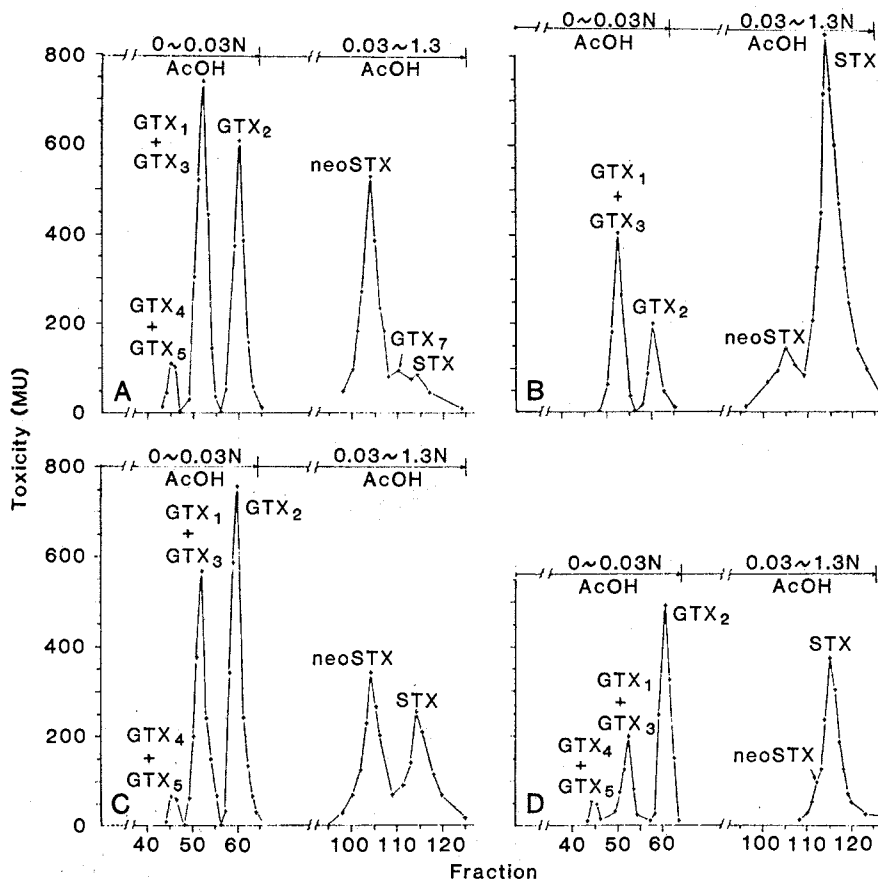 0~0.03N
AcOH
0.03~1.3
AcOH
800
600
400
200
0
GTX1
+
GTX3
GTX2
GTX4
+
GTX5
neoSTX
GTX7
STX
A
0~0.03N
AcOH
0.03~1.3N
AcOH
STX
GTX1
+
GTX3
GTX2
neoSTX
B
Toxicity (MU)
0~0.03N
AcOH
0.03~1.3N
AcOH
800
600
400
200
0
GTX1
+
GTX3
GTX2
GTX4
+
GTX5
neoSTX
STX
C
40 60 100 110 120
0~0.03N
AcOH
0.03~1.3N
AcOH
GTX2
GTX1
+
GTX3
GTX4
+
GTX5
STX
neoSTX
D
40 60 100 110 120
Fraction